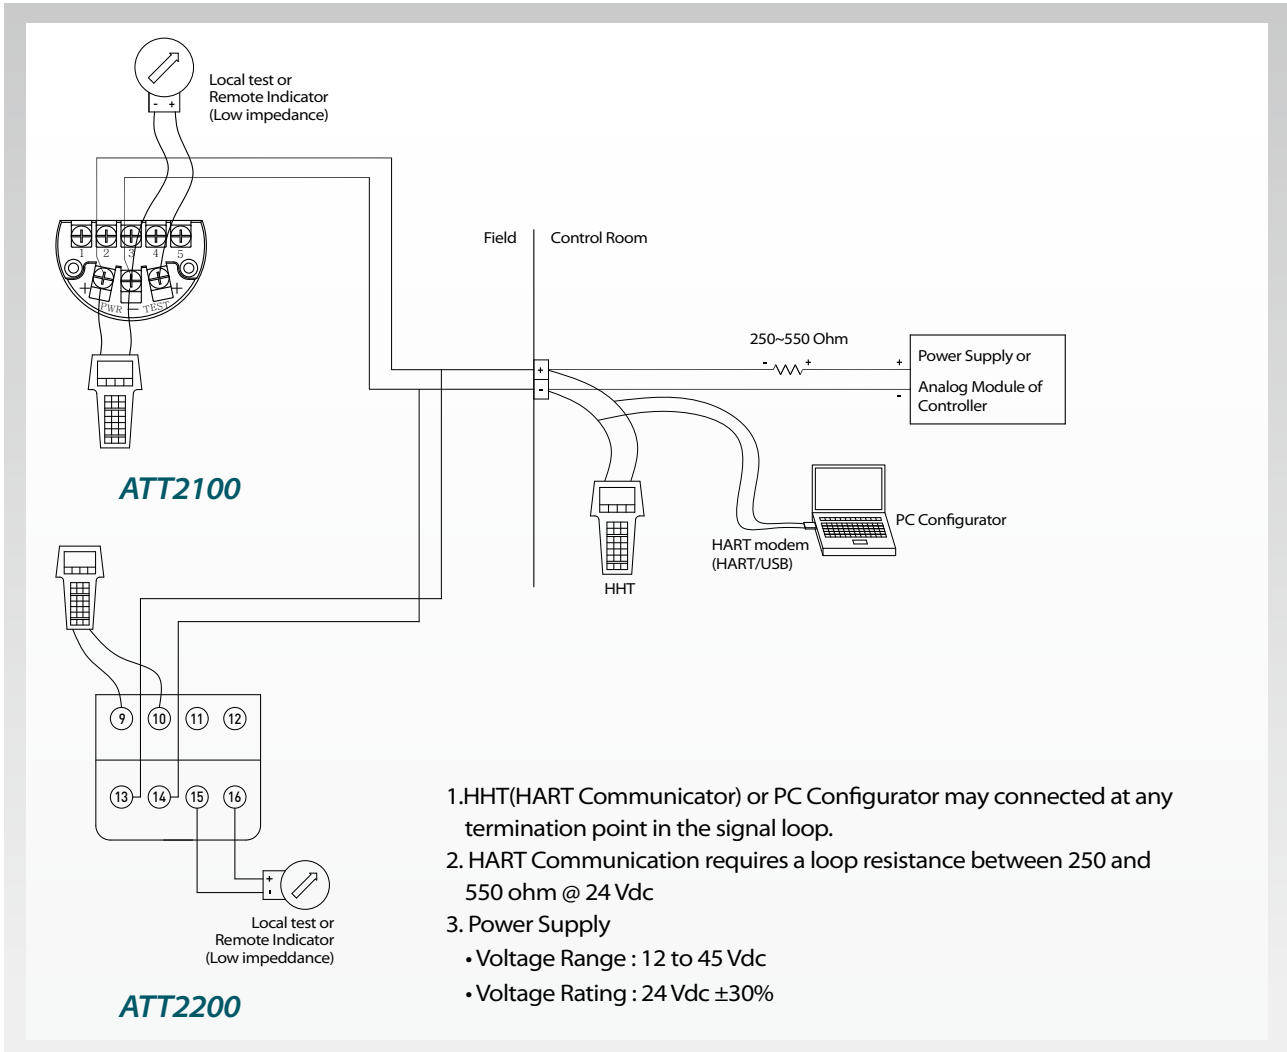 Local test or
Remote Indicator
(Low impedance)
- +
1 2 3 4 5
+ +
PWR — TEST
ATT2100
Field
Control Room
+
-
250~550 Ohm
- +
+
-
Power Supply or
Analog Module of
Controller
HHT
HART modem
(HART/USB)
PC Configurator
9 10 11 12
13 14 15 16
+
-
Local test or
Remote Indicator
(Low impeddance)
ATT2200
1.HHT(HART Communicator) or PC Configurator may connected at any
termination point in the signal loop.
2. HART Communication requires a loop resistance between 250 and
550 ohm @ 24 Vdc
3. Power Supply
• Voltage Range : 12 to 45 Vdc
• Voltage Rating : 24 Vdc ±30%